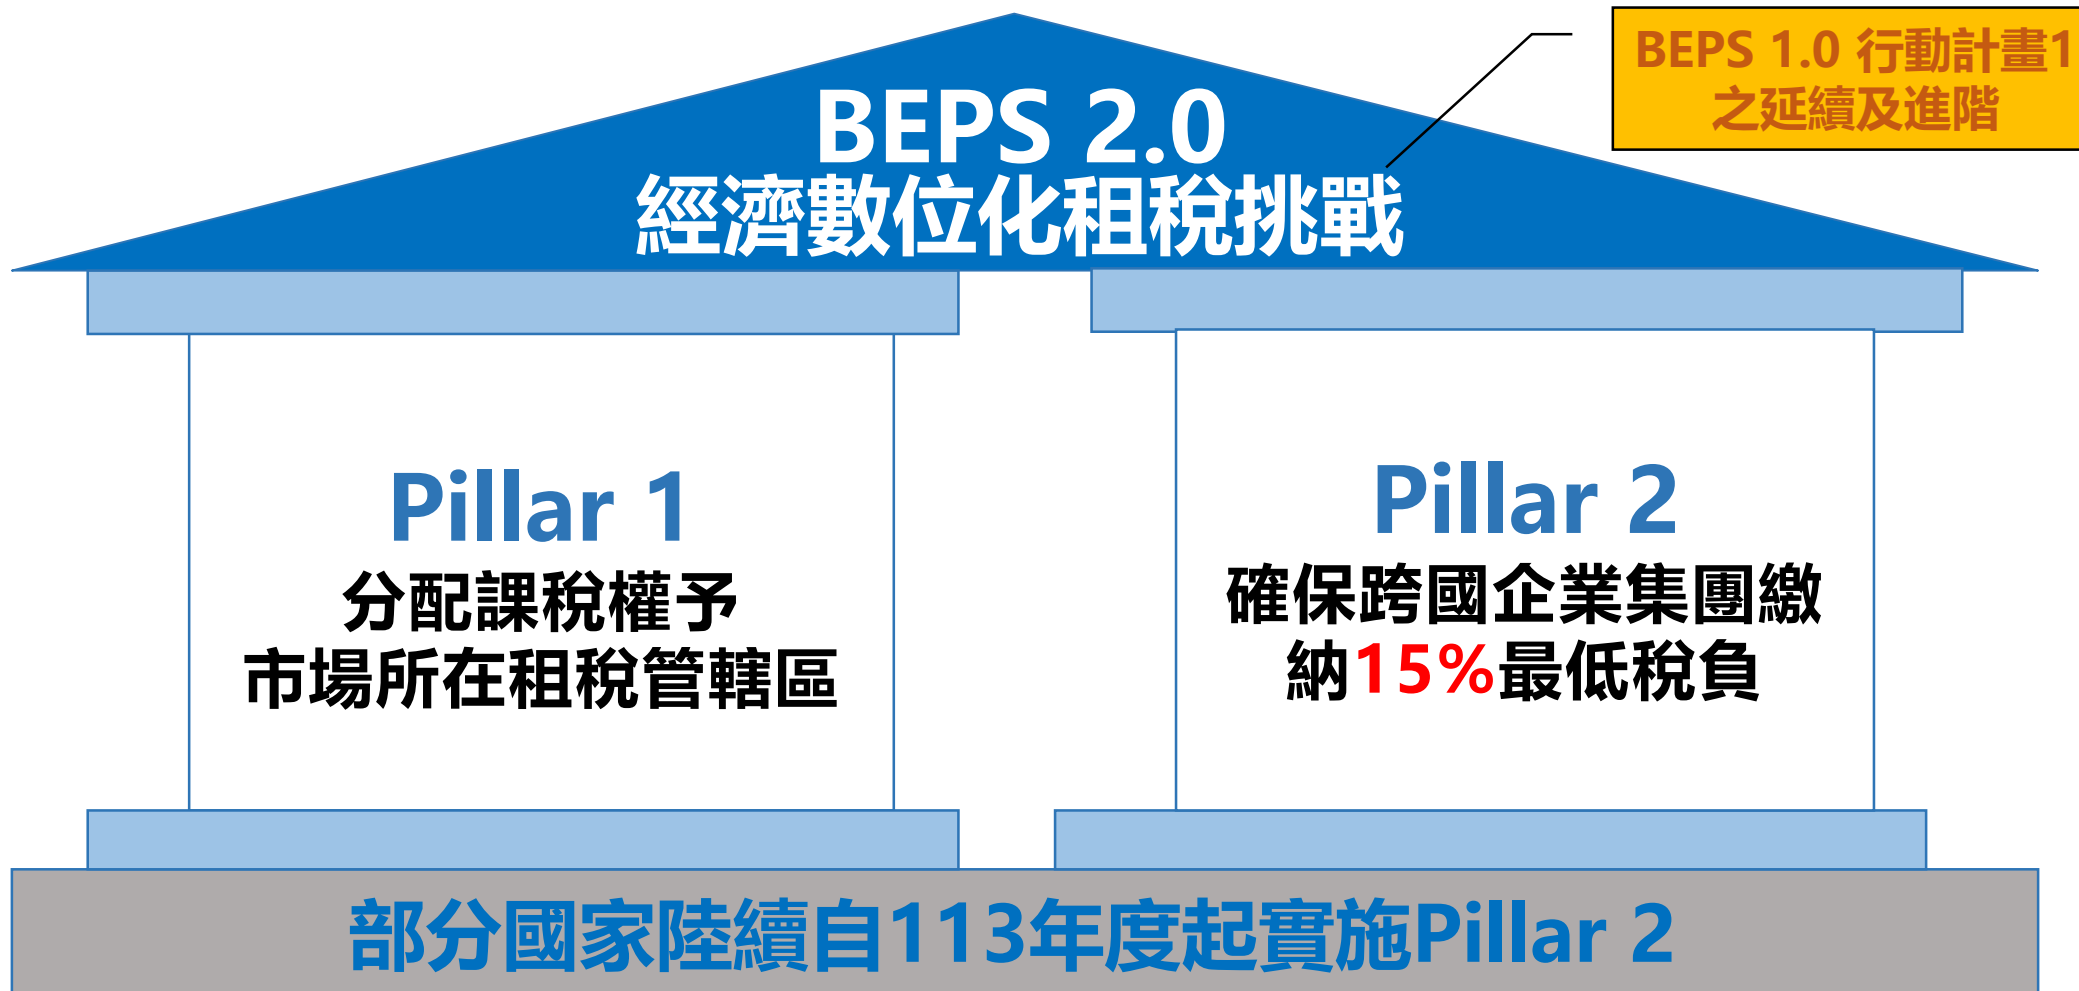 BEPS 1.0 行動計畫1
之延續及進階
BEPS 2.0
經濟數位化租稅挑戰
Pillar 1
分配課稅權予
市場所在租稅管轄區
Pillar 2
確保跨國企業集團繳
納15%最低稅負
部分國家陸續自113年度起實施Pillar 2